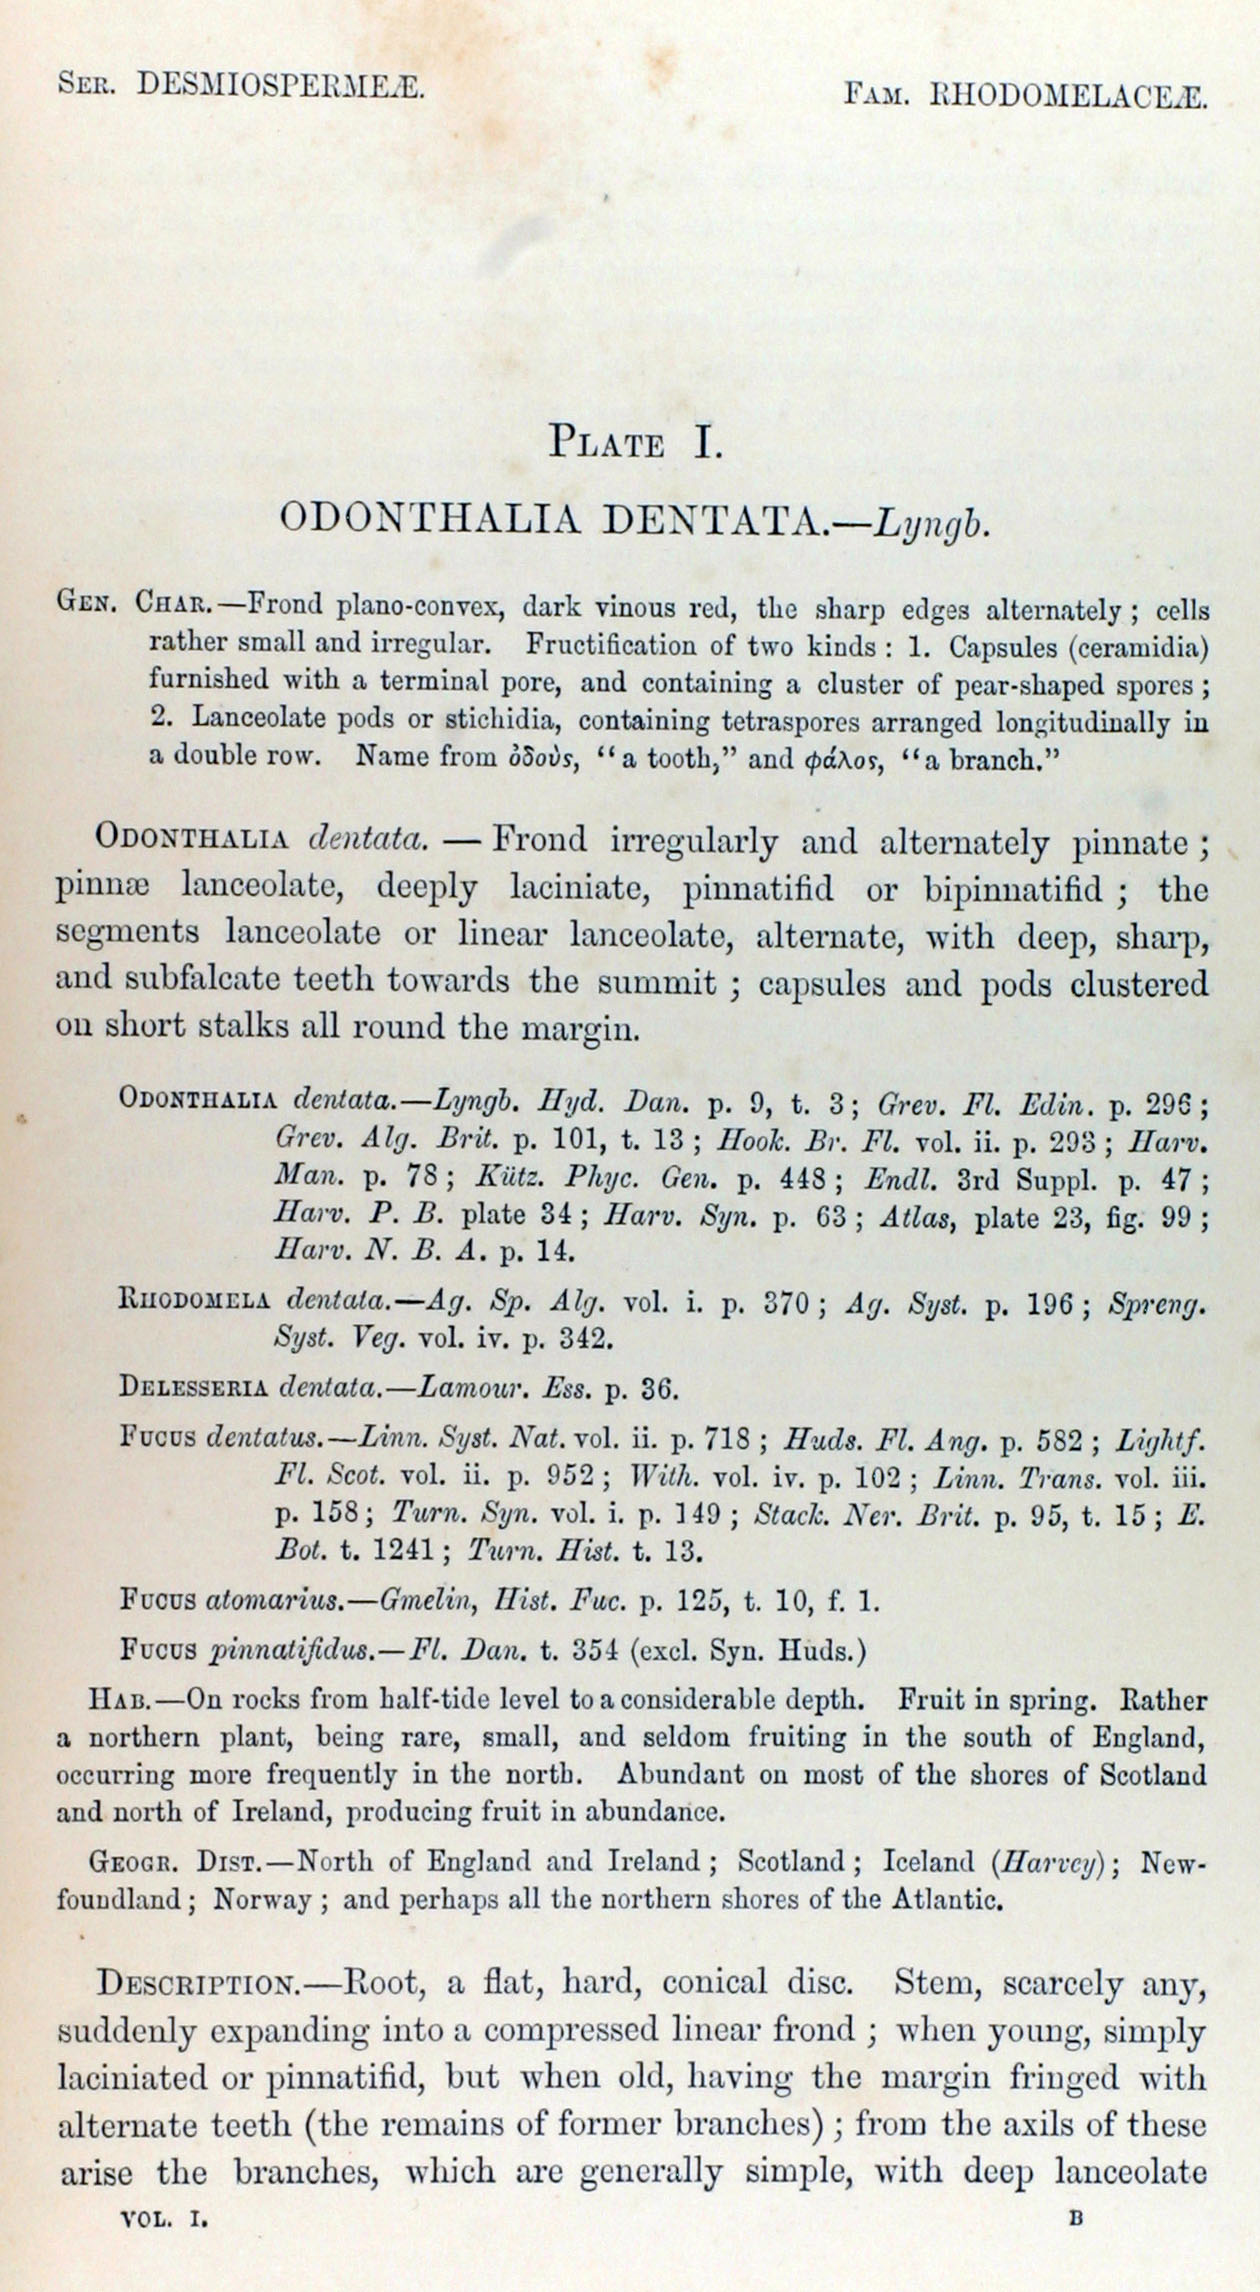 Ser. DESMIOSPERMEÆ.
Fam. RHODOMELACEÆ.
Plate I.
ODONTHALIA DENTATA.—Lyngb.
Gen. Char.—Frond plano-convex, dark vinous red, the sharp edges alternately ; cells
rather small and irregular. Fructification of two kinds : 1. Capsules (ceramidia)
furnished with a terminal pore, and containing a cluster of pear-shaped spores ;
2. Lanceolate pods or stichidia, containing tetraspores arranged longitudinally in
a double row. Name from ὀδοὺς, “a tooth,” and φάλος, “a branch.”
Odonthalia dentata. — Frond irregularly and alternately pinnate ;
pinnæ lanceolate, deeply laciniate, pinnatifid or bipinnatifid ; the
segments lanceolate or linear lanceolate, alternate, with deep, sharp,
and subfalcate teeth towards the summit ; capsules and pods clustered
on short stalks all round the margin.
Odonthalia dentata.—Lyngb. Hyd. Dan. p. 9, t. 3 ; Grev. Fl. Edin. p. 296 ;
Grev. Alg. Brit. p. 101, t. 13 ; Hook. Br. Fl. vol. ii. p. 293 ; Harv.
Man. p. 78 ; Kütz. Phyc. Gen. p. 448 ; Endl. 3rd Suppl. p. 47 ;
Harv. P. B. plate 34 ; Harv. Syn. p. 63 ; Atlas, plate 23, fig. 99 ;
Harv. N. B. A. p. 14.
Rhodomela dentata.—Ag. Sp. Alg. vol. i. p. 370 ; Ag. Syst. p. 196 ; Spreng.
Syst. Veg. vol. iv. p. 342.
Delesseria dentata.—Lamour. Ess. p. 36.
Fucus dentatus.—Linn. Syst. Nat. vol. ii. p. 718 ; Huds. Fl. Ang. p. 582 ; Lightf.
Fl. Scot. vol. ii. p. 952 ; With. vol. iv. p. 102 ; Linn. Trans. vol. iii.
p. 158 ; Turn. Syn. vol. i. p. 149 ; Stack. Ner. Brit. p. 95, t. 15 ; E.
Bot. t. 1241 ; Turn. Hist. t. 13.
Fucus atomarius.—Gmelin, Hist. Fuc. p. 125, t. 10, f. 1.
Fucus pinnatifidus.—Fl. Dan. t. 354 (excl. Syn. Huds.)
Hab.—On rocks from half-tide level to a considerable depth. Fruit in spring. Rather
a northern plant, being rare, small, and seldom fruiting in the south of England,
occurring more frequently in the north. Abundant on most of the shores of Scotland
and north of Ireland, producing fruit in abundance.
Geogr. Dist.—North of England and Ireland ; Scotland ; Iceland (Harvey) ; New-
foundland ; Norway ; and perhaps all the northern shores of the Atlantic.
Description.—Root, a flat, hard, conical disc. Stem, scarcely any,
suddenly expanding into a compressed linear frond ; when young, simply
laciniated or pinnatifid, but when old, having the margin fringed with
alternate teeth (the remains of former branches) ; from the axils of these
arise the branches, which are generally simple, with deep lanceolate
VOL. I.
B